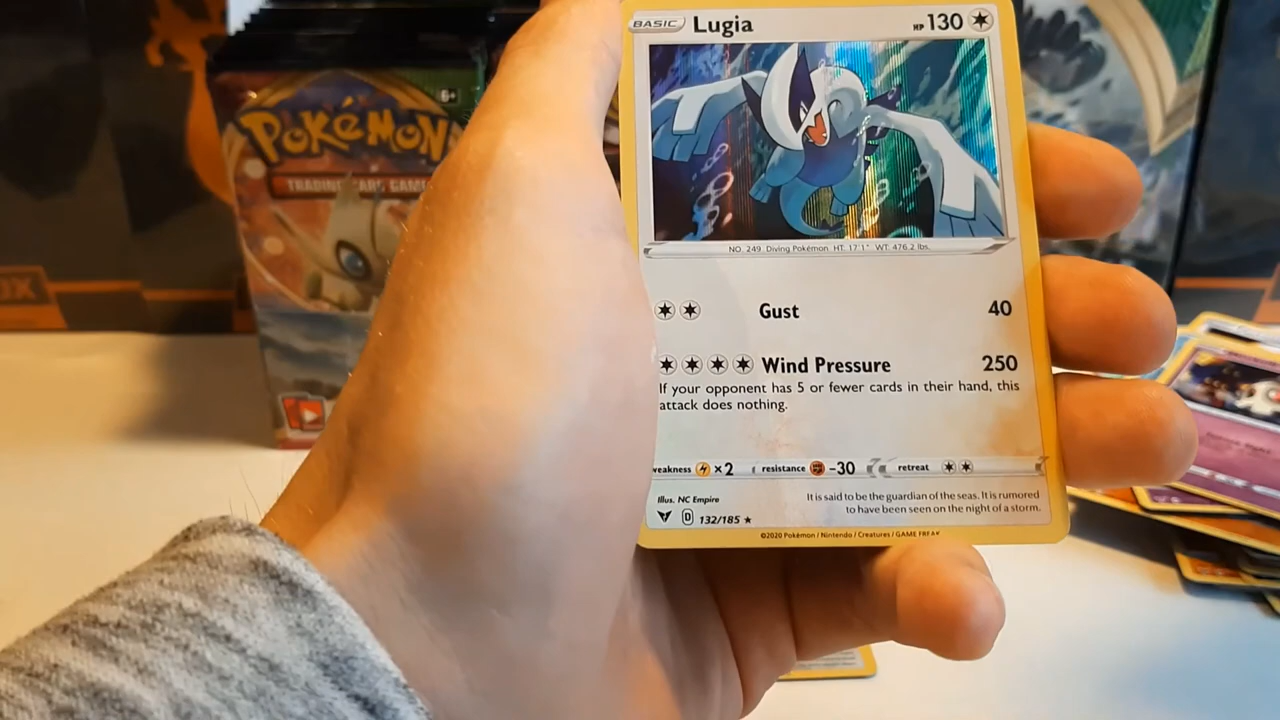 BASIC Lugia HP 130
NO. 249 Diving Pokémon HT: 17'1" WT: 476.2 lbs.
Gust 40
Wind Pressure 250
If your opponent has 5 or fewer cards in their hand, this
attack does nothing.
weakness ×2 resistance -30 retreat
Illus. NC Empire
It is said to be the guardian of the seas. It is rumored
to have been seen on the night of a storm.
D 132/185 ★
©2020 Pokémon / Nintendo / Creatures / GAME FREAK
6+
POKéMON
TRADING CARD GAME
OX